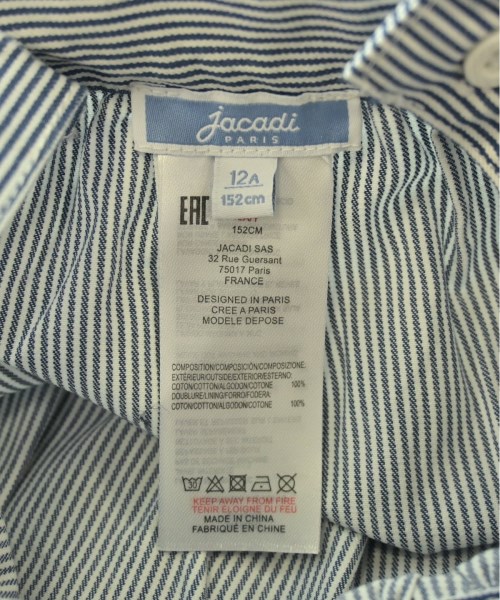 jacadi
PARIS
12A
152cm
EAC
152CM
JACADI SAS
32 Rue Guersant
75017 Paris
FRANCE
DESIGNED IN PARIS
CREE A PARIS
MODELE DEPOSE
COMPOSITION/COMPOSICIÓN/COMPOSIZIONE:
EXTÉRIEUR/OUTSIDE/EXTERIOR/ESTERNO:
COTON/COTTON/ALGODON/COTONE 100%
DOUBLURE/LINING/FORRO/FODERA:
COTON/COTTON/ALGODON/COTONE 100%
KEEP AWAY FROM FIRE
TENIR ELOIGNE DU FEU
MADE IN CHINA
FABRIQUÉ EN CHINE